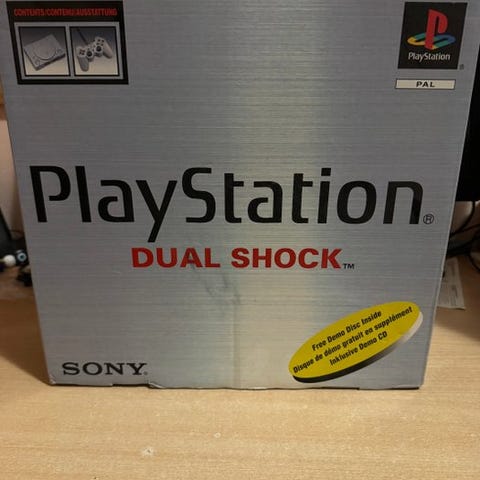 CONTENTS/CONTENU/AUSSTATTUNG
PlayStation®
PAL
PlayStation®
DUAL SHOCK™
Free Demo Disc Inside
Disque de démo gratuit en supplément
Inklusive Demo CD
SONY®